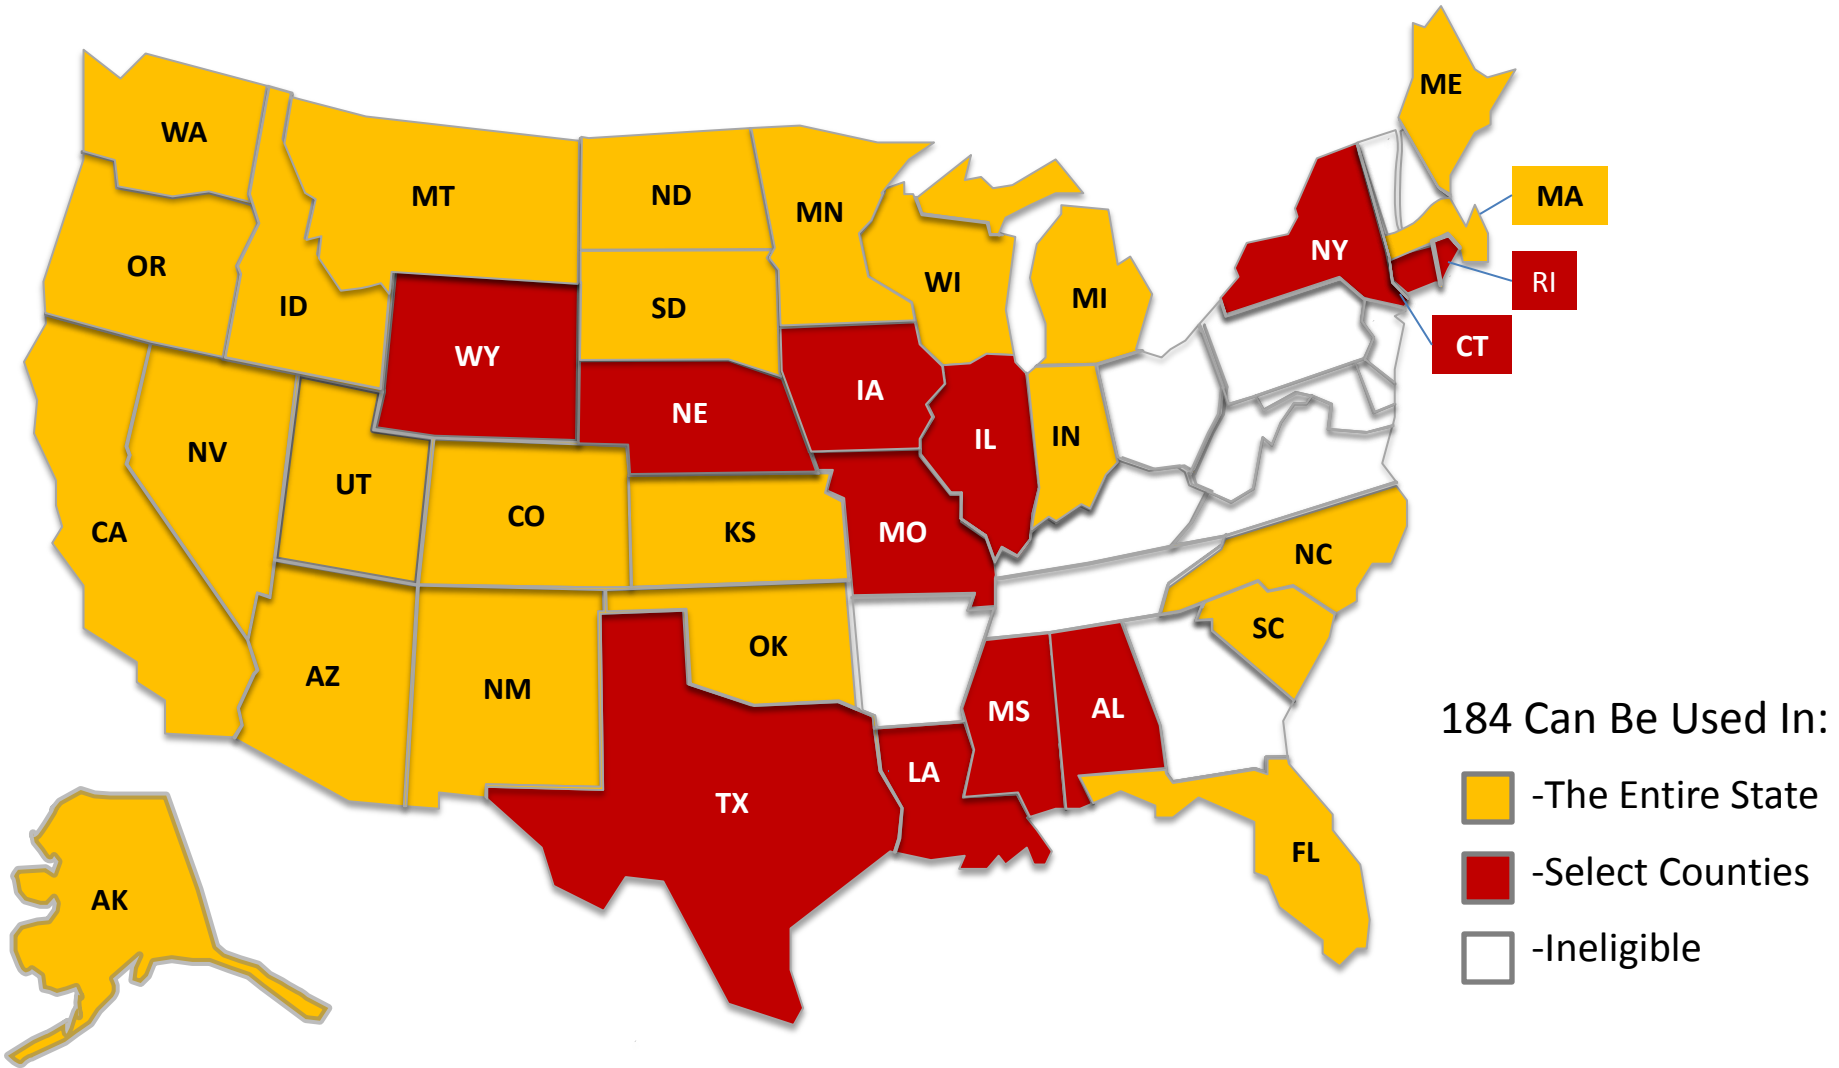 ME
WA
MT
ND
MN
MA
OR
ID
SD
WI
MI
NY
RI
WY
CT
NE
IA
IL
IN
NV
UT
CO
KS
MO
CA
NC
SC
AZ
NM
OK
MS
AL
LA
TX
FL
AK
184 Can Be Used In:
-The Entire State
-Select Counties
-Ineligible